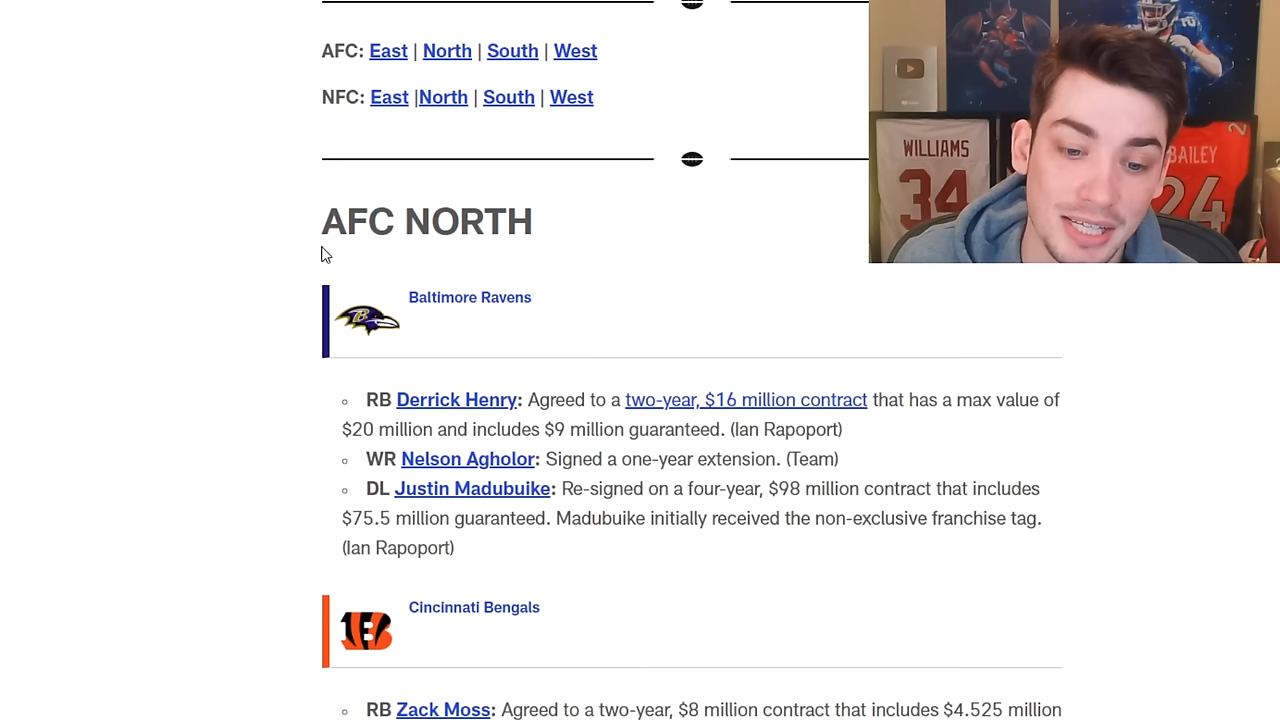 AFC: East | North | South | West
NFC: East |North | South | West
WILLIAMS
34
BAILEY
24
2
AFC NORTH
Baltimore Ravens
RB Derrick Henry: Agreed to a two-year, $16 million contract that has a max value of
$20 million and includes $9 million guaranteed. (Ian Rapoport)
WR Nelson Agholor: Signed a one-year extension. (Team)
DL Justin Madubuike: Re-signed on a four-year, $98 million contract that includes
$75.5 million guaranteed. Madubuike initially received the non-exclusive franchise tag.
(Ian Rapoport)
Cincinnati Bengals
RB Zack Moss: Agreed to a two-year, $8 million contract that includes $4.525 million